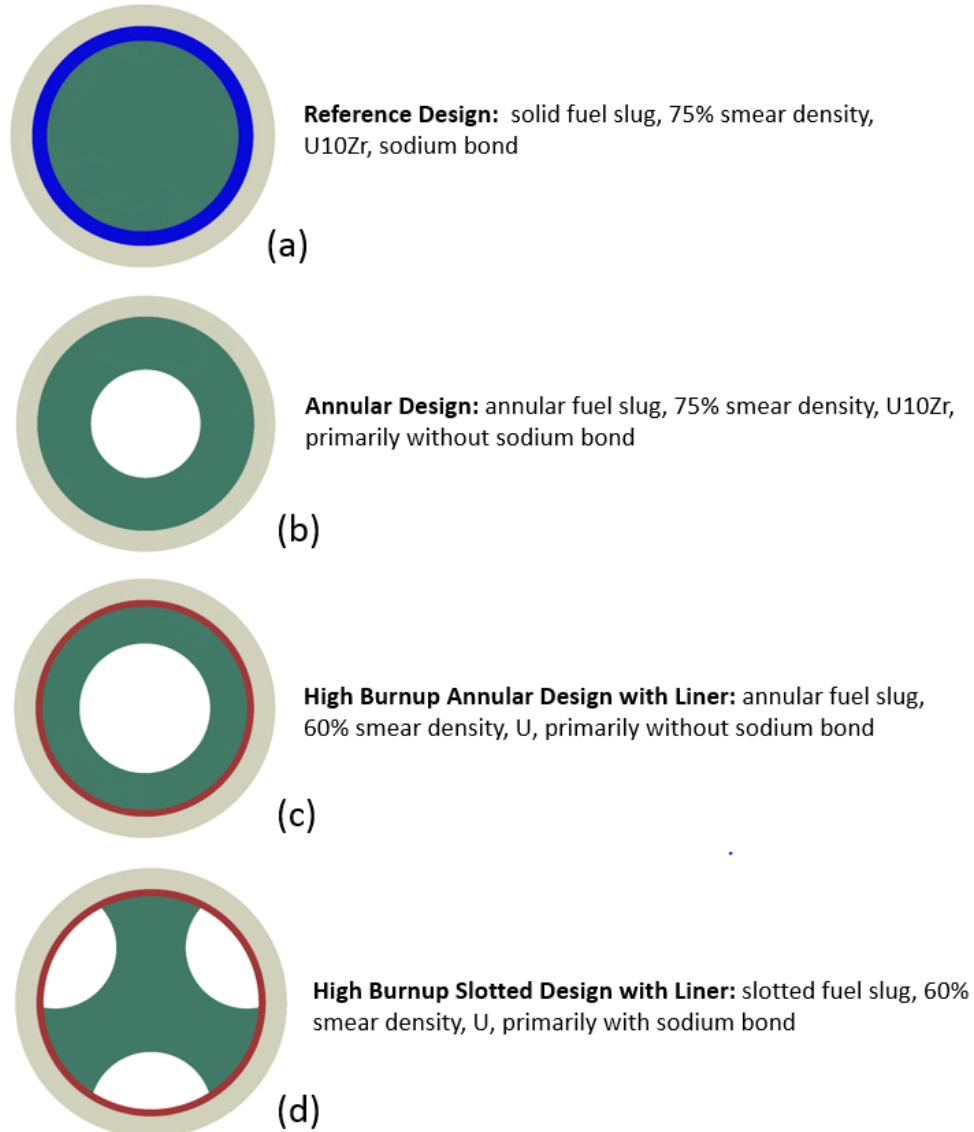 Reference Design: solid fuel slug, 75% smear density,
U10Zr, sodium bond
(a)
Annular Design: annular fuel slug, 75% smear density, U10Zr,
primarily without sodium bond
(b)
High Burnup Annular Design with Liner: annular fuel slug,
60% smear density, U, primarily without sodium bond
(c)
High Burnup Slotted Design with Liner: slotted fuel slug, 60%
smear density, U, primarily with sodium bond
(d)